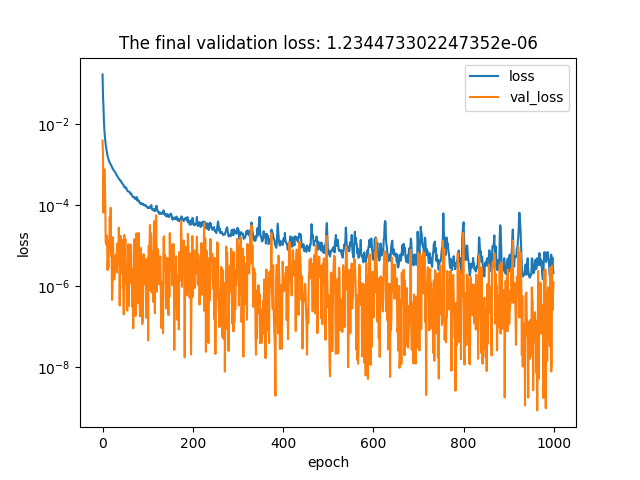 The final validation loss: 1.234473302247352e-06
loss
val_loss
10⁻²
10⁻⁴
10⁻⁶
10⁻⁸
loss
0 200 400 600 800 1000
epoch